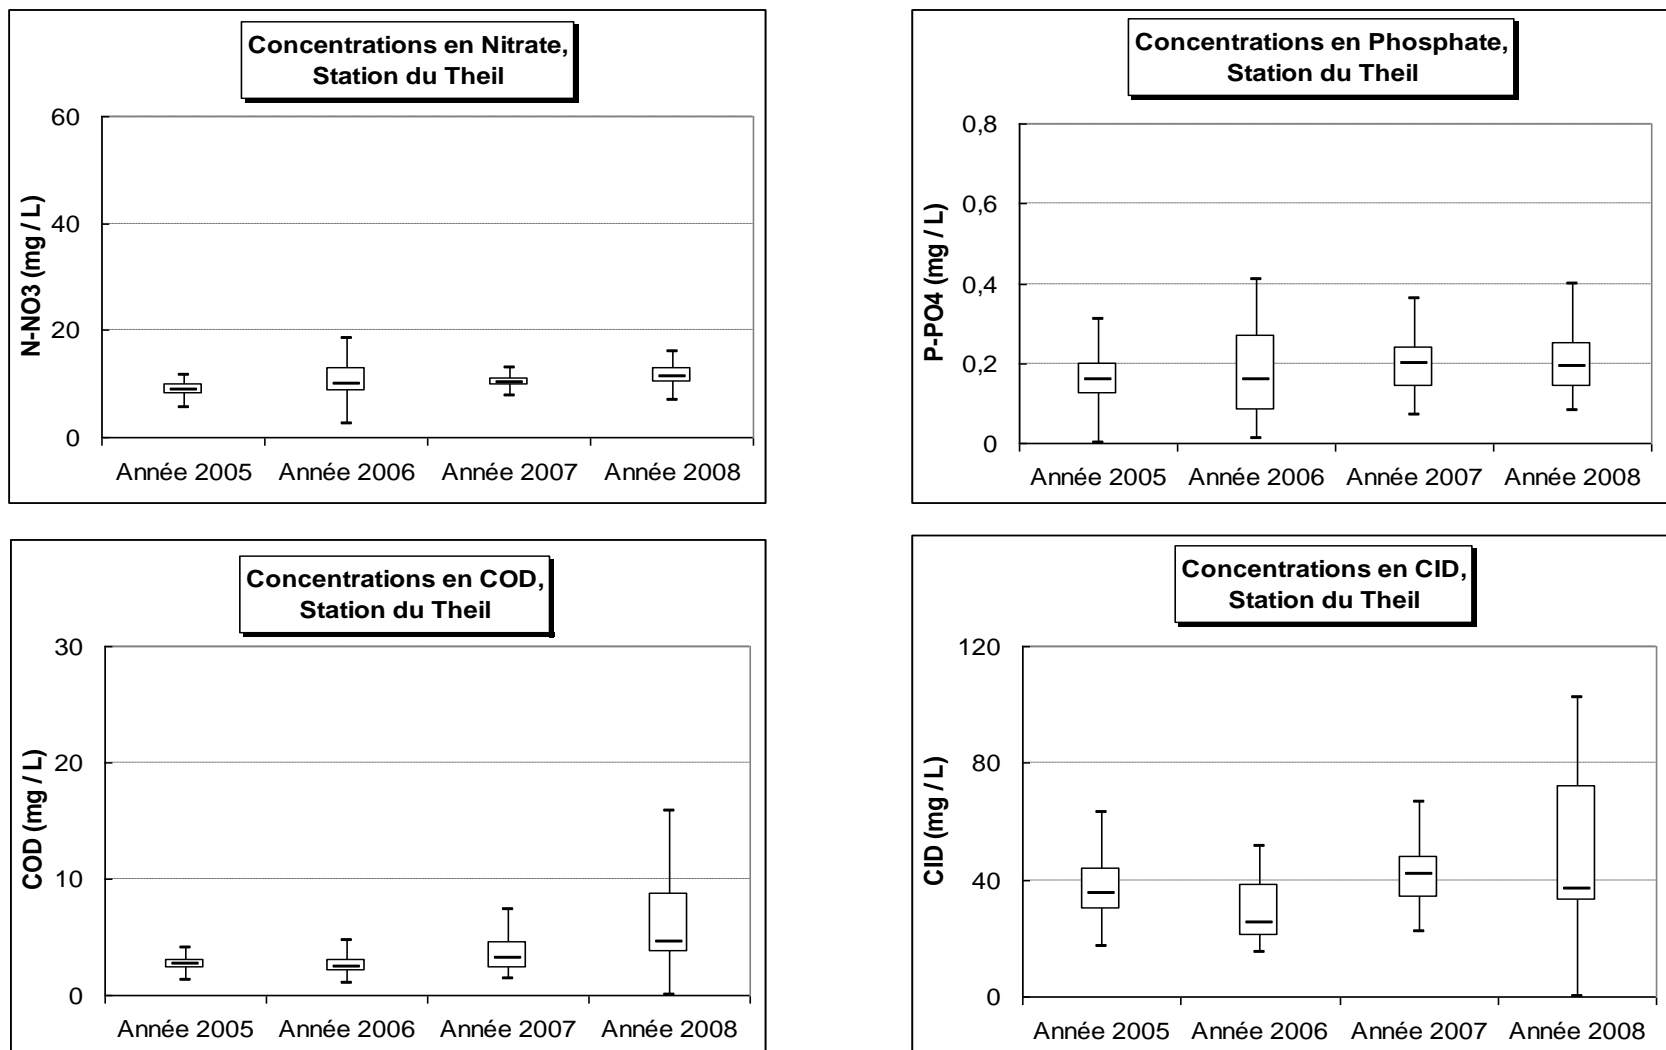 Concentrations en Nitrate,
Station du Theil
N-NO3 (mg / L)
60
40
20
0
Année 2005
Année 2006
Année 2007
Année 2008
Concentrations en Phosphate,
Station du Theil
P-PO4 (mg / L)
0,8
0,6
0,4
0,2
0
Année 2005
Année 2006
Année 2007
Année 2008
Concentrations en COD,
Station du Theil
COD (mg / L)
30
20
10
0
Année 2005
Année 2006
Année 2007
Année 2008
Concentrations en CID,
Station du Theil
CID (mg / L)
120
80
40
0
Année 2005
Année 2006
Année 2007
Année 2008